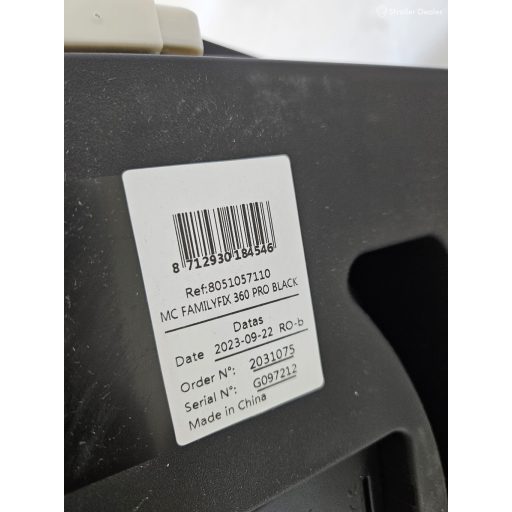 Stroller Dealer
8 712930 184546
Ref:8051057110
MC FAMILYFIX 360 PRO BLACK
Datas
Date 2023-09-22 RO-b
Order N°: 2031075
Serial N°: G097212
Made in China